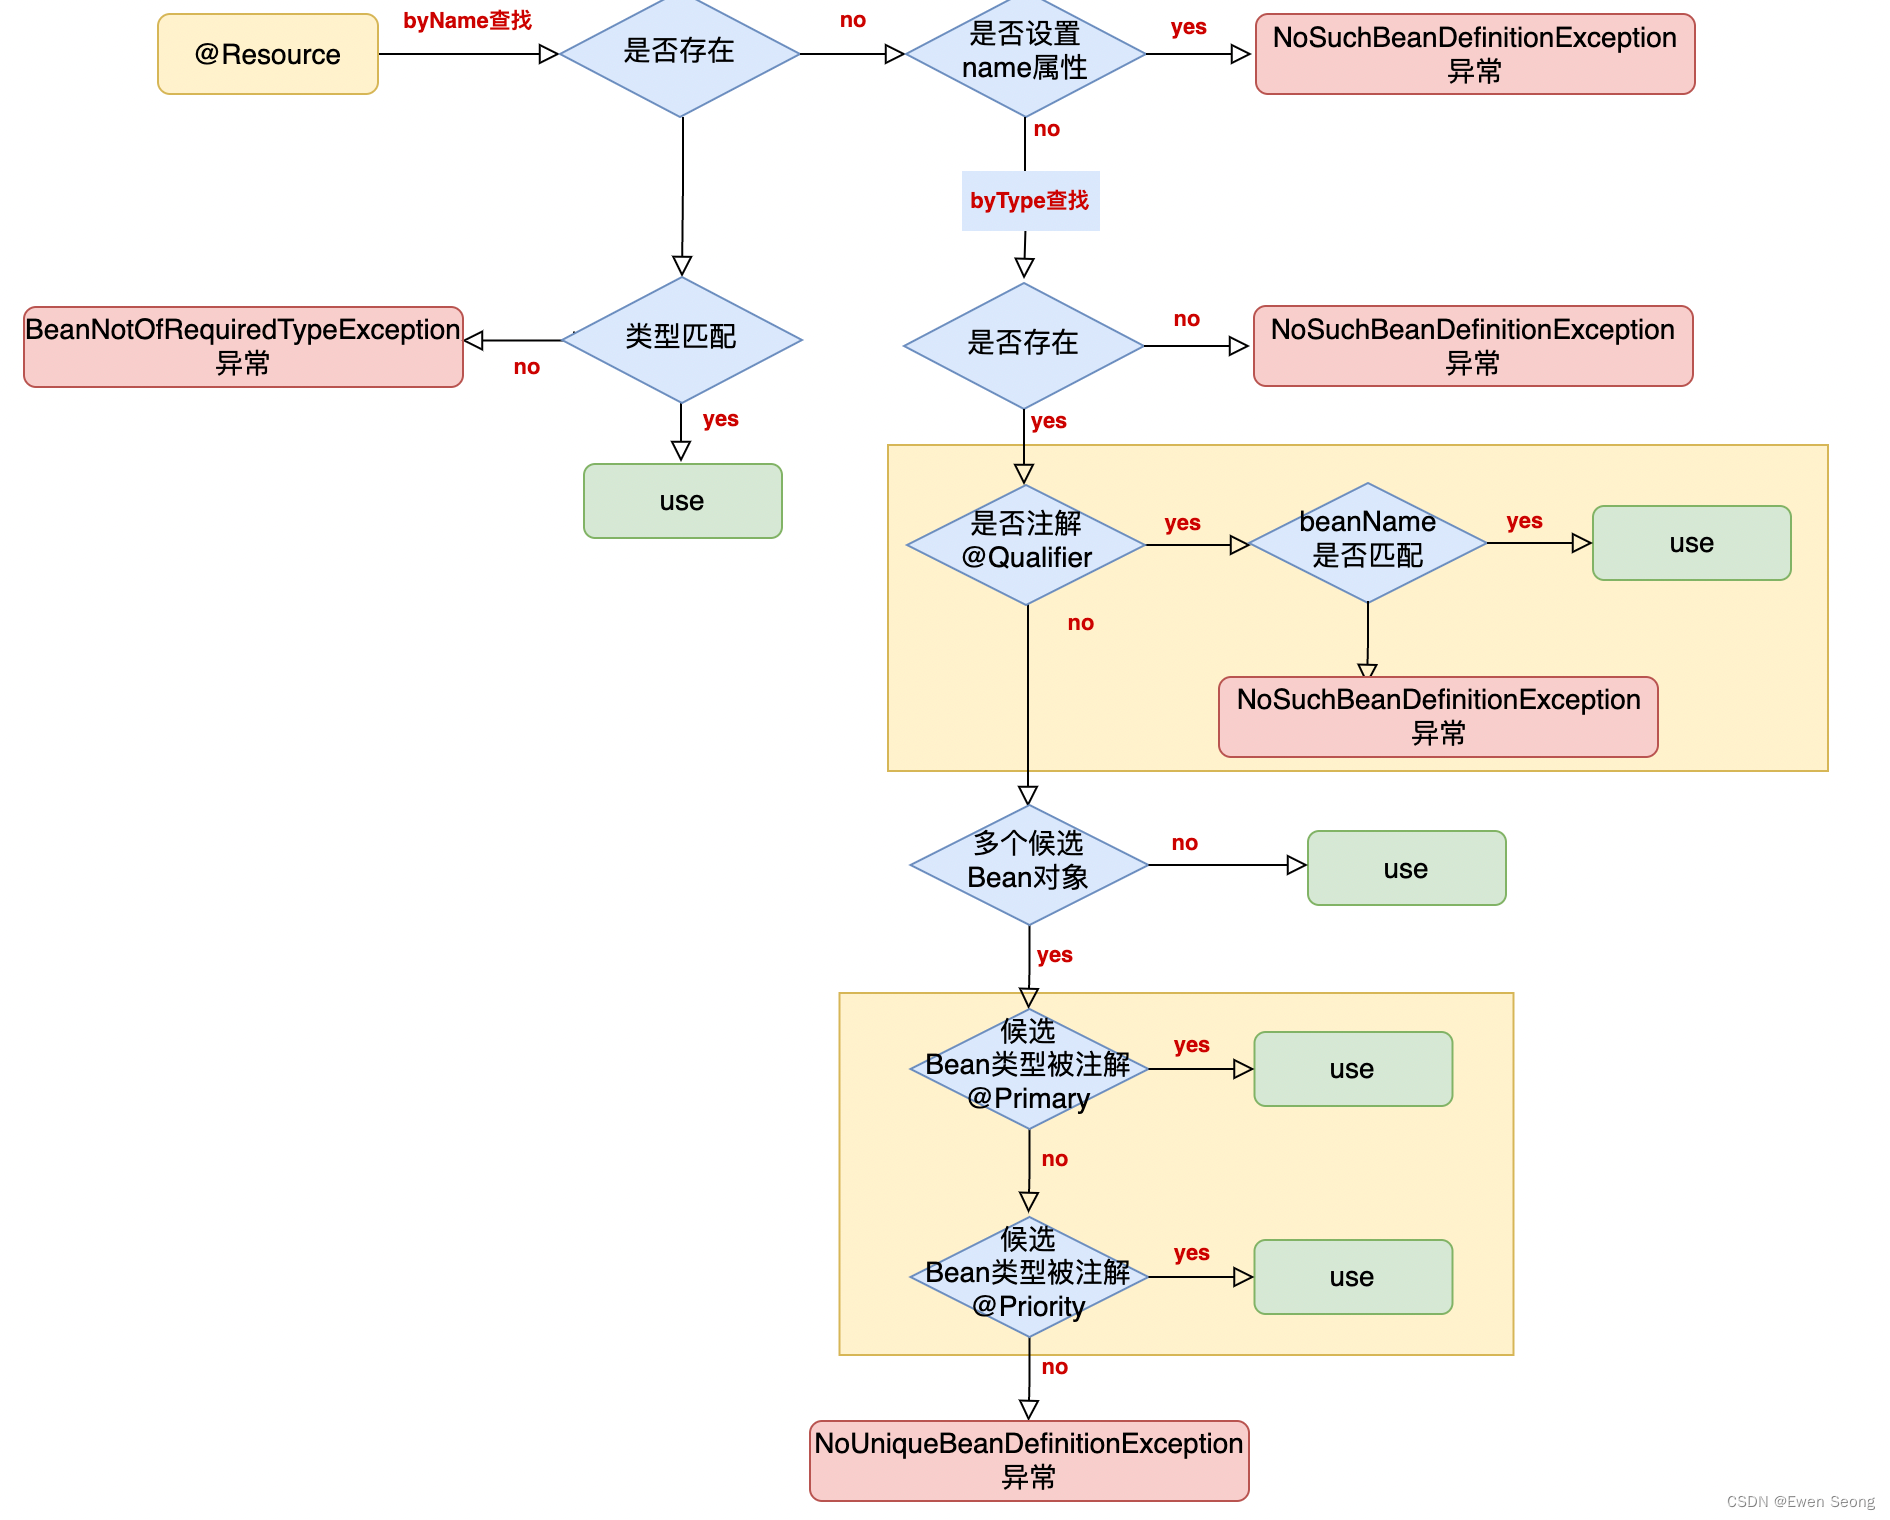 @Resource
byName查找
是否存在
no
是否设置
name属性
yes
NoSuchBeanDefinitionException
异常
no
byType查找
BeanNotOfRequiredTypeException
异常
no
类型匹配
yes
use
是否存在
no
NoSuchBeanDefinitionException
异常
yes
是否注解
@Qualifier
yes
beanName
是否匹配
yes
use
no
NoSuchBeanDefinitionException
异常
多个候选
Bean对象
no
use
yes
候选
Bean类型被注解
@Primary
yes
use
no
候选
Bean类型被注解
@Priority
yes
use
no
NoUniqueBeanDefinitionException
异常
CSDN @Ewen Seong